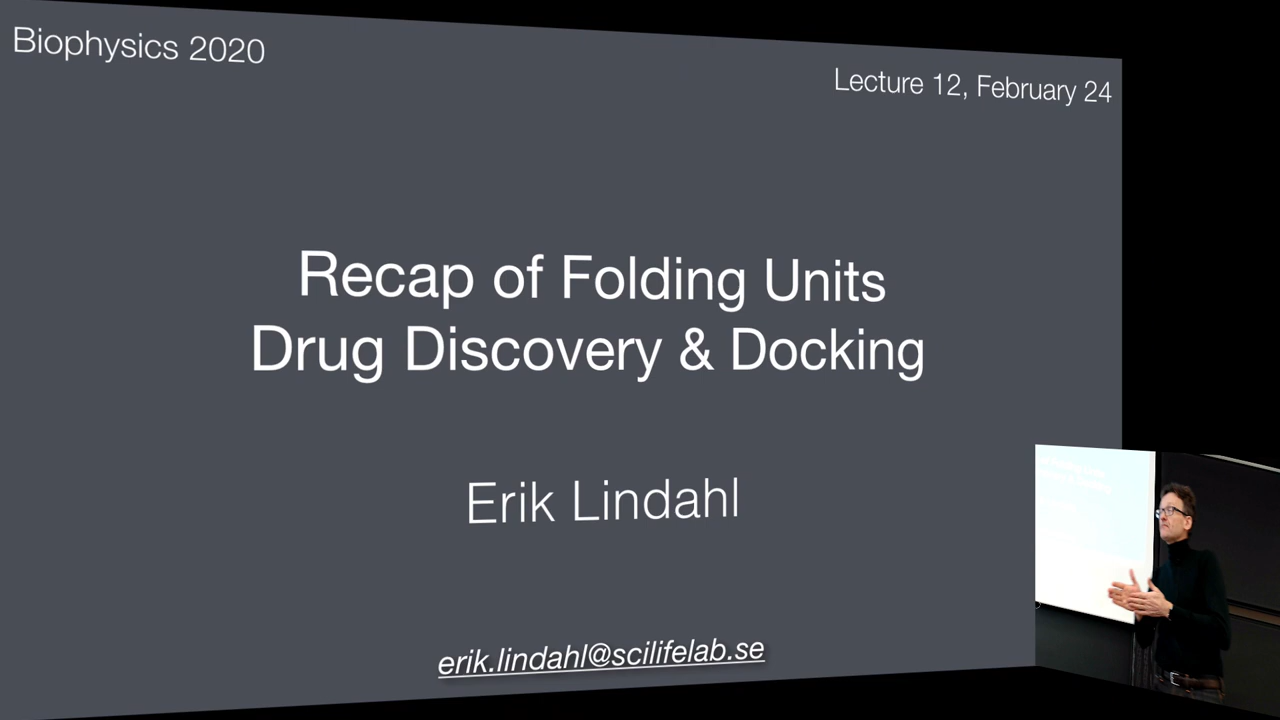 Biophysics 2020
Lecture 12, February 24
Recap of Folding Units
Drug Discovery & Docking
Erik Lindahl
erik.lindahl@scilifelab.se